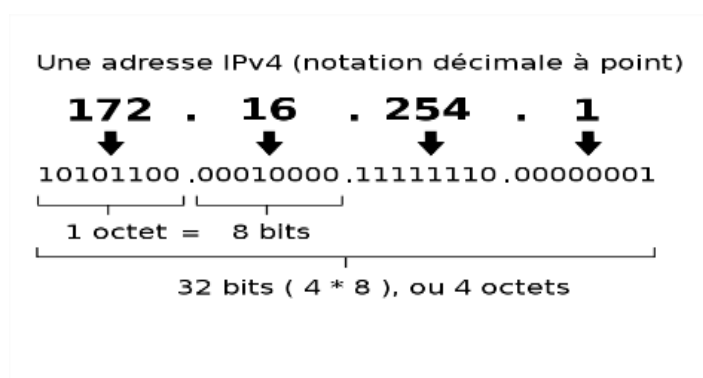 Une adresse IPv4 (notation décimale à point)
172 . 16 . 254 . 1
10101100 .00010000 .11111110 .00000001
1 octet = 8 bits
32 bits ( 4 * 8 ), ou 4 octets